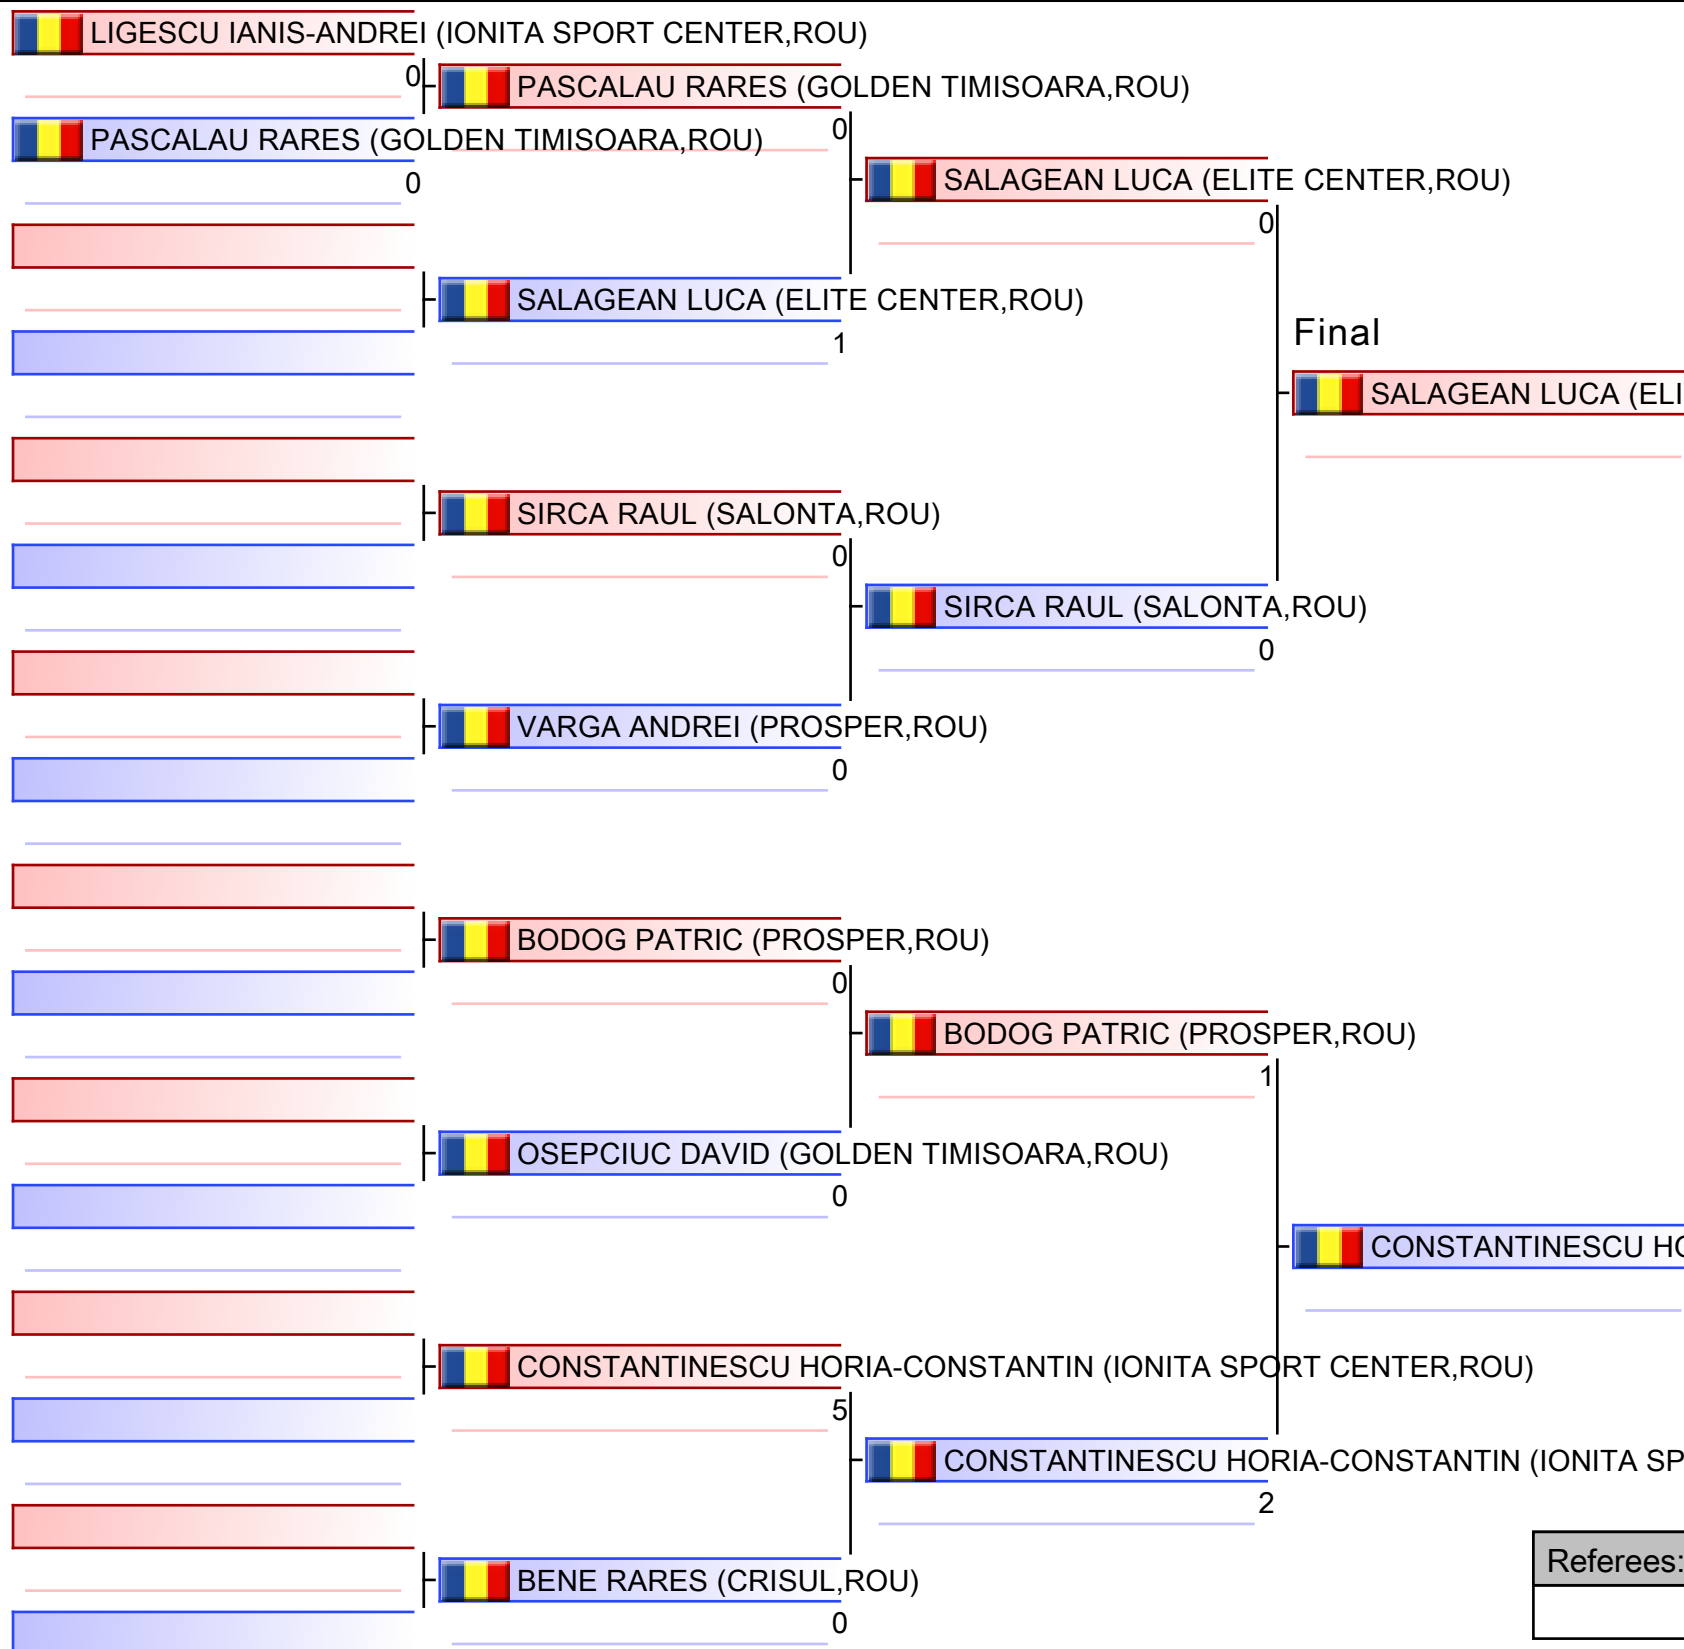 LIGESCU IANIS-ANDREI (IONITA SPORT CENTER,ROU)
0
PASCALAU RARES (GOLDEN TIMISOARA,ROU)
PASCALAU RARES (GOLDEN TIMISOARA,ROU)
0
0
SALAGEAN LUCA (ELITE CENTER,ROU)
0
SALAGEAN LUCA (ELITE CENTER,ROU)
1
Final
SALAGEAN LUCA (ELI
SIRCA RAUL (SALONTA,ROU)
0
SIRCA RAUL (SALONTA,ROU)
0
VARGA ANDREI (PROSPER,ROU)
0
BODOG PATRIC (PROSPER,ROU)
0
BODOG PATRIC (PROSPER,ROU)
1
OSEPCIUC DAVID (GOLDEN TIMISOARA,ROU)
0
CONSTANTINESCU HO
CONSTANTINESCU HORIA-CONSTANTIN (IONITA SPORT CENTER,ROU)
5
CONSTANTINESCU HORIA-CONSTANTIN (IONITA SP
2
Referees:
BENE RARES (CRISUL,ROU)
0